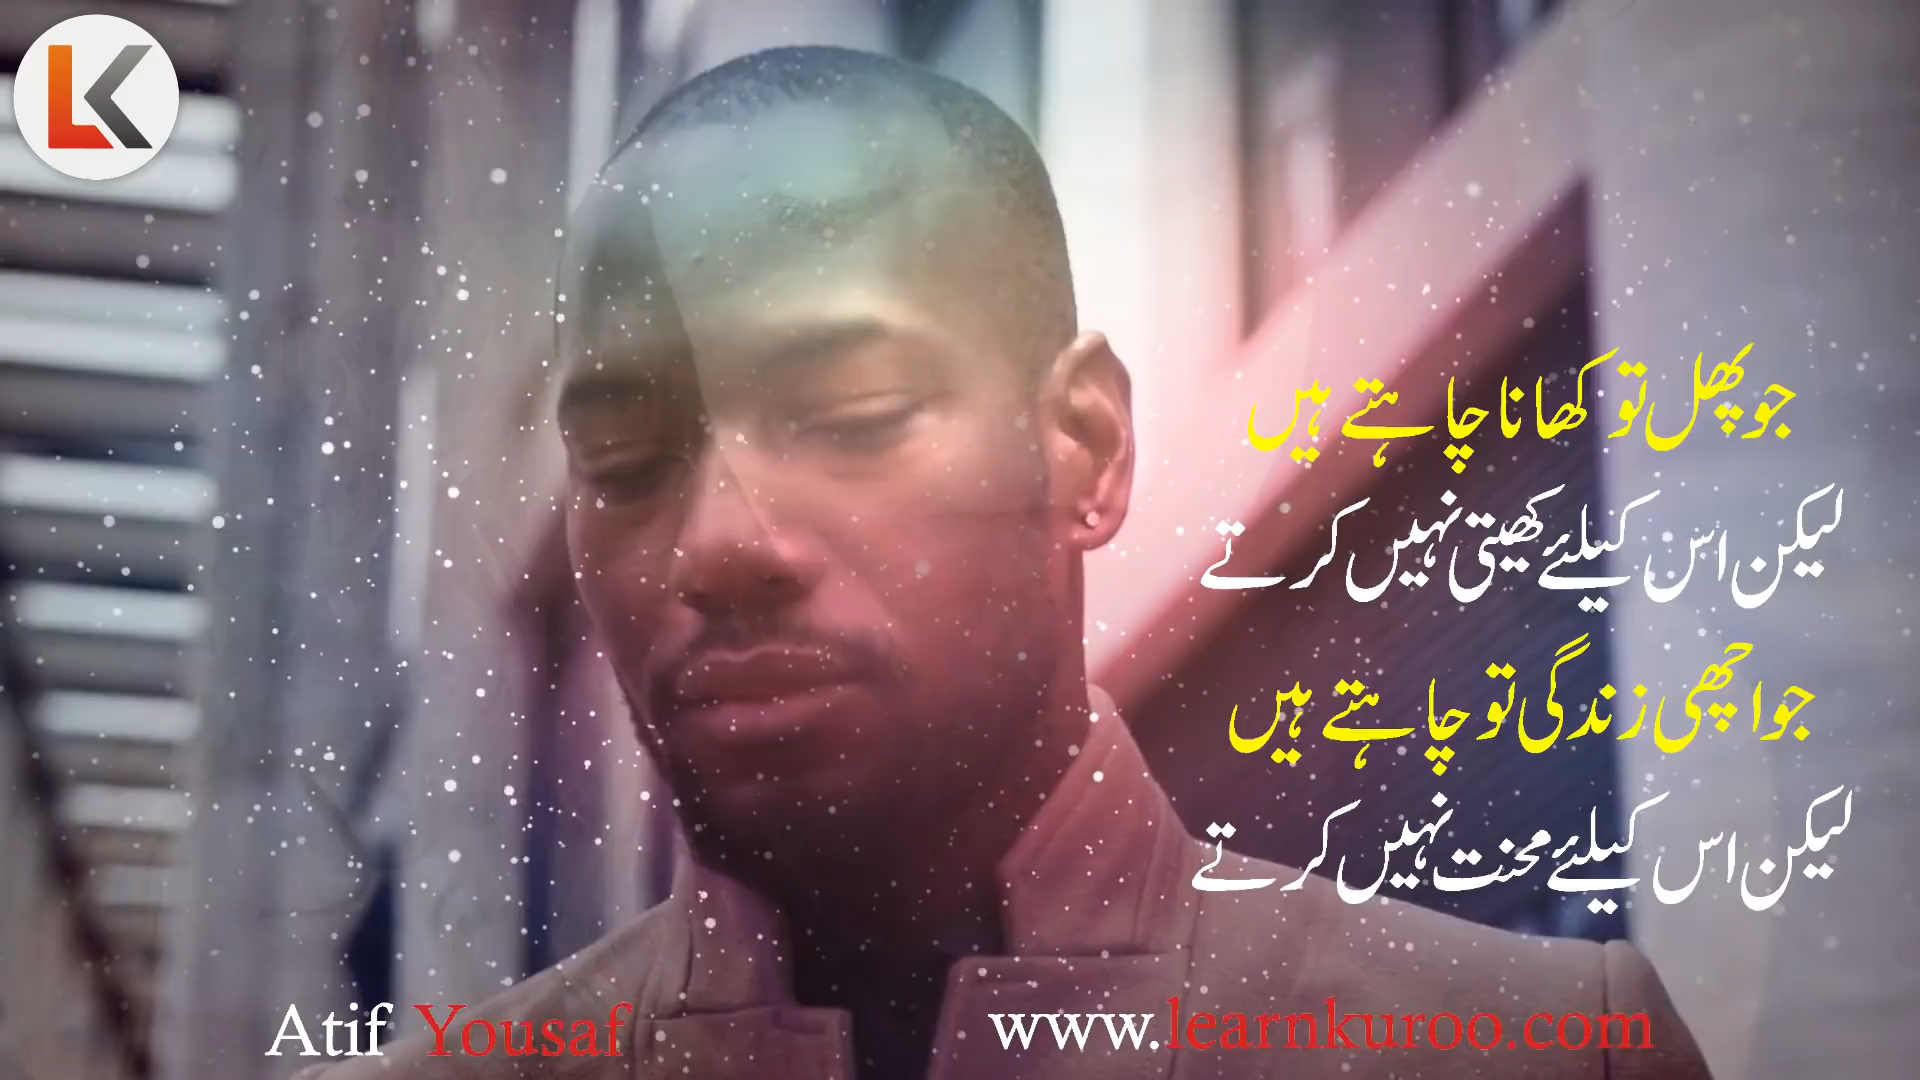 LK
جو پھل تو کھانا چاہتے ہیں
لیکن اس کیلئے کھیتی نہیں کرتے
جو اچھی زندگی تو چاہتے ہیں
لیکن اس کیلئے محنت نہیں کرتے
Atif Yousaf
www.learnkuroo.com